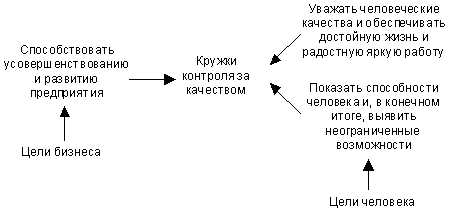 Способствовать
усовершенствованию
и развитию
предприятия
Цели бизнеса
Кружки
контроля за
качеством
Уважать человеческие
качества и обеспечивать
достойную жизнь и
радостную яркую работу
Показать способности
человека и, в конечном
итоге, выявить
неограниченные
возможности
Цели человека